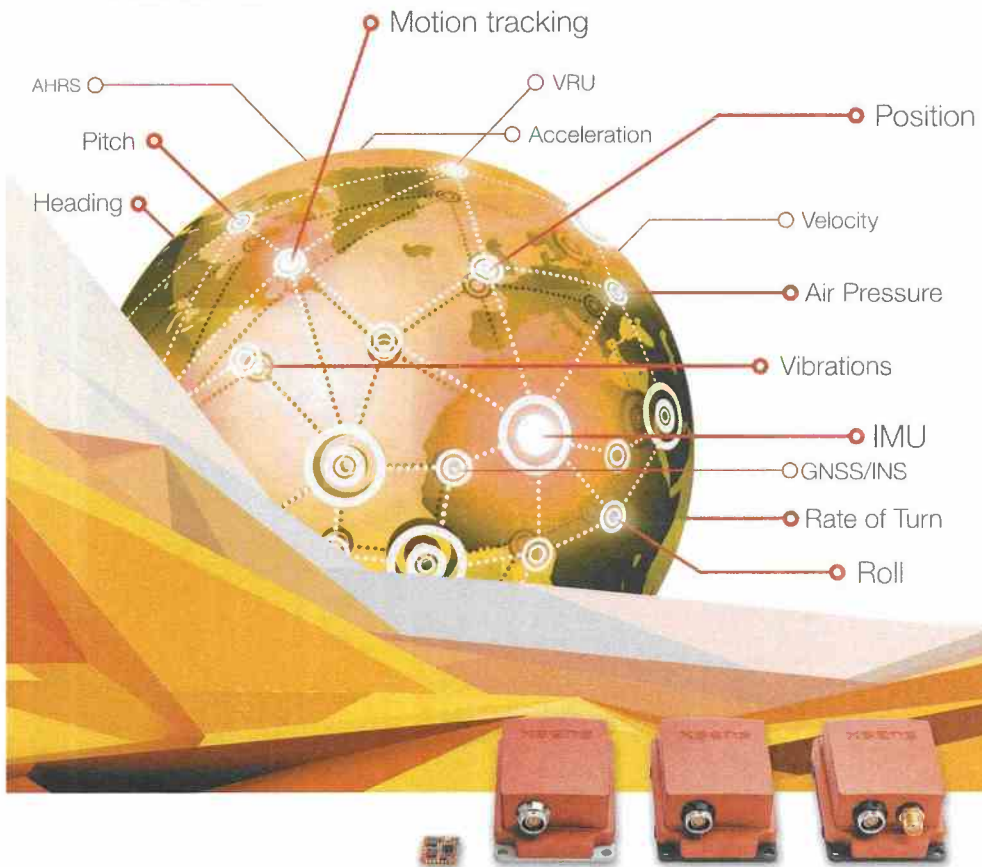 Motion tracking
AHRS
VRU
Position
Pitch
Acceleration
Heading
Velocity
Air Pressure
Vibrations
IMU
GNSS/INS
Rate of Turn
Roll
xsens
xsens
xsens